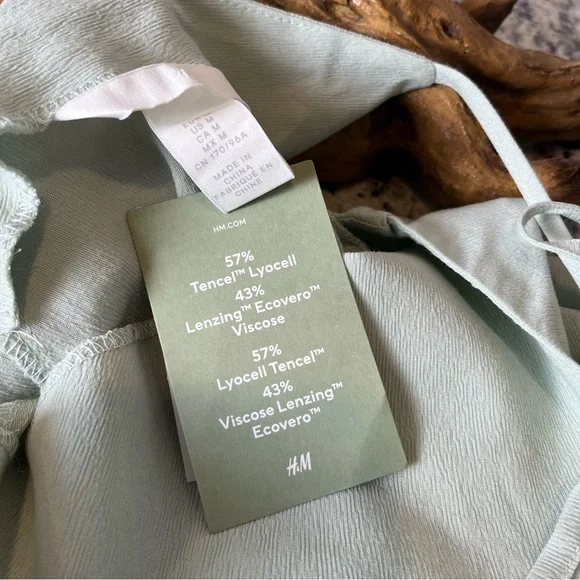 US M
CA M
MX M
CN 170/96A
MADE IN
CHINA
FABRIQUÉ EN
CHINE
HM.COM
57%
Tencel™ Lyocell
43%
Lenzing™ Ecovero™
Viscose
57%
Lyocell Tencel™
43%
Viscose Lenzing™
Ecovero™
H&M